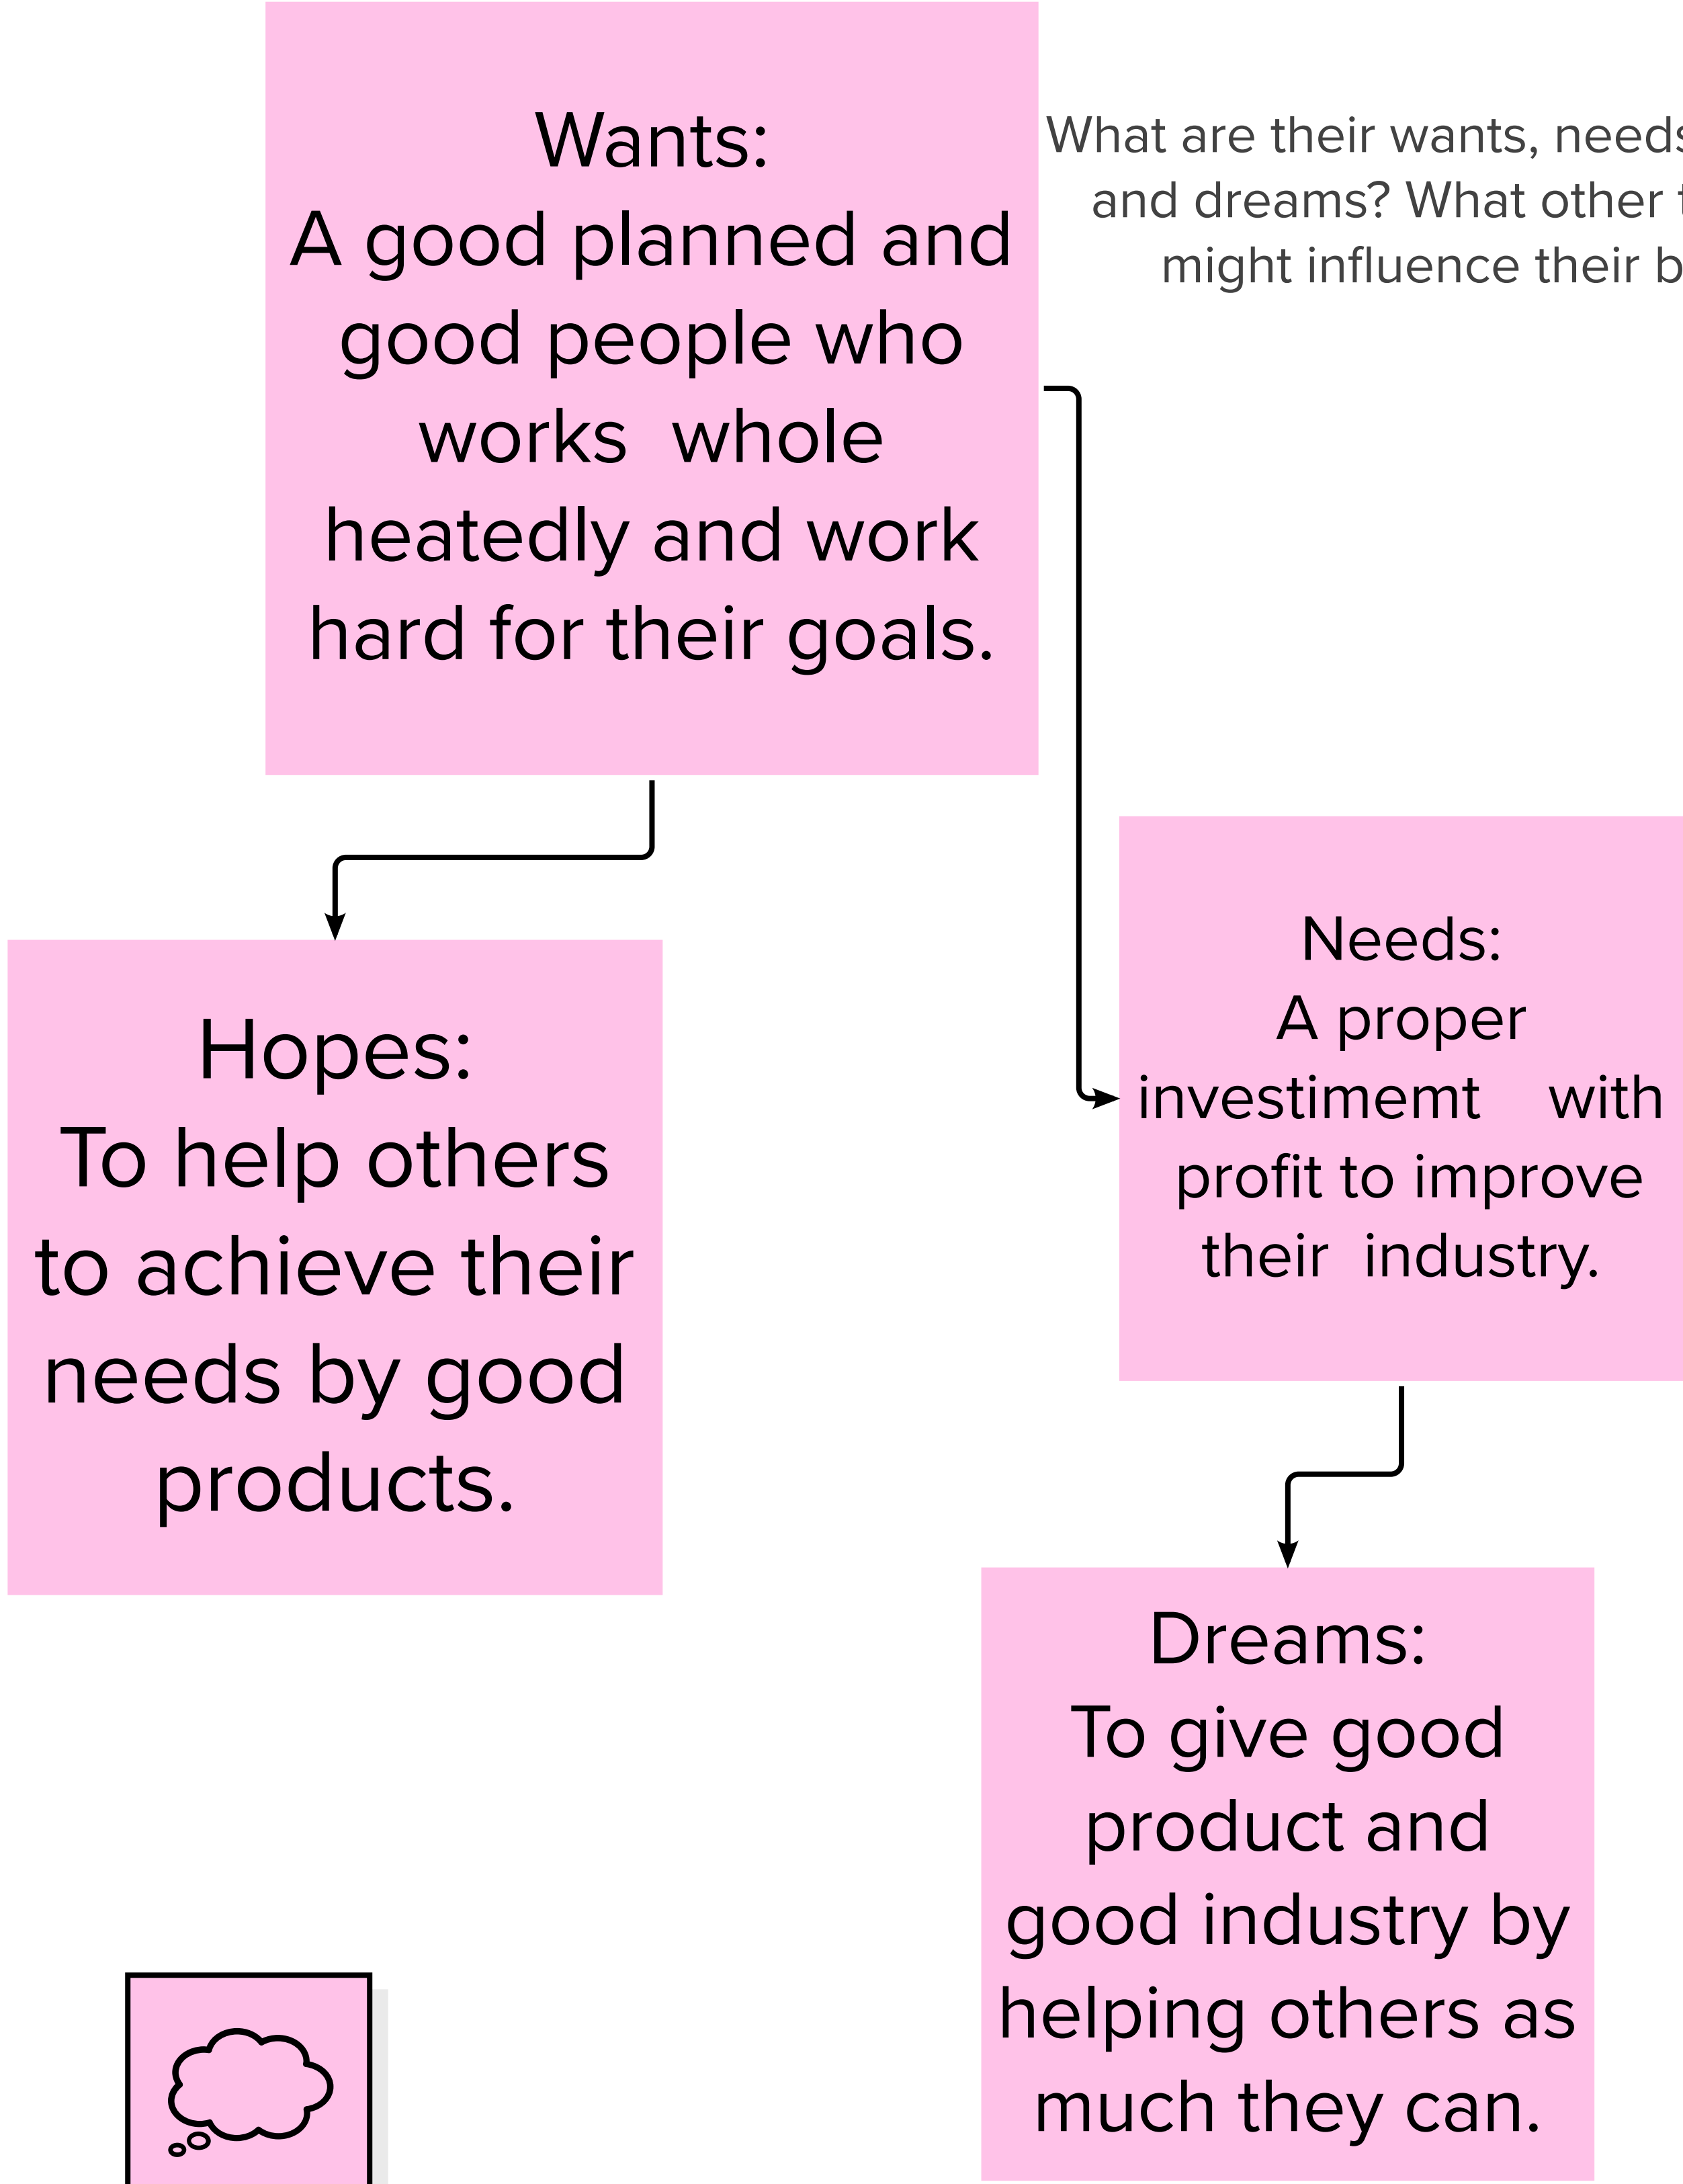 Wants:
A good planned and
good people who
works  whole
heatedly and work
hard for their goals.
What are their wants, needs
and dreams? What other
might influence their
Hopes:
To help others
to achieve their
needs by good
products.
Needs:
A proper
investimemt  with
profit to improve
their  industry.
Dreams:
To give good
product and
good industry by
helping others as
much they can.